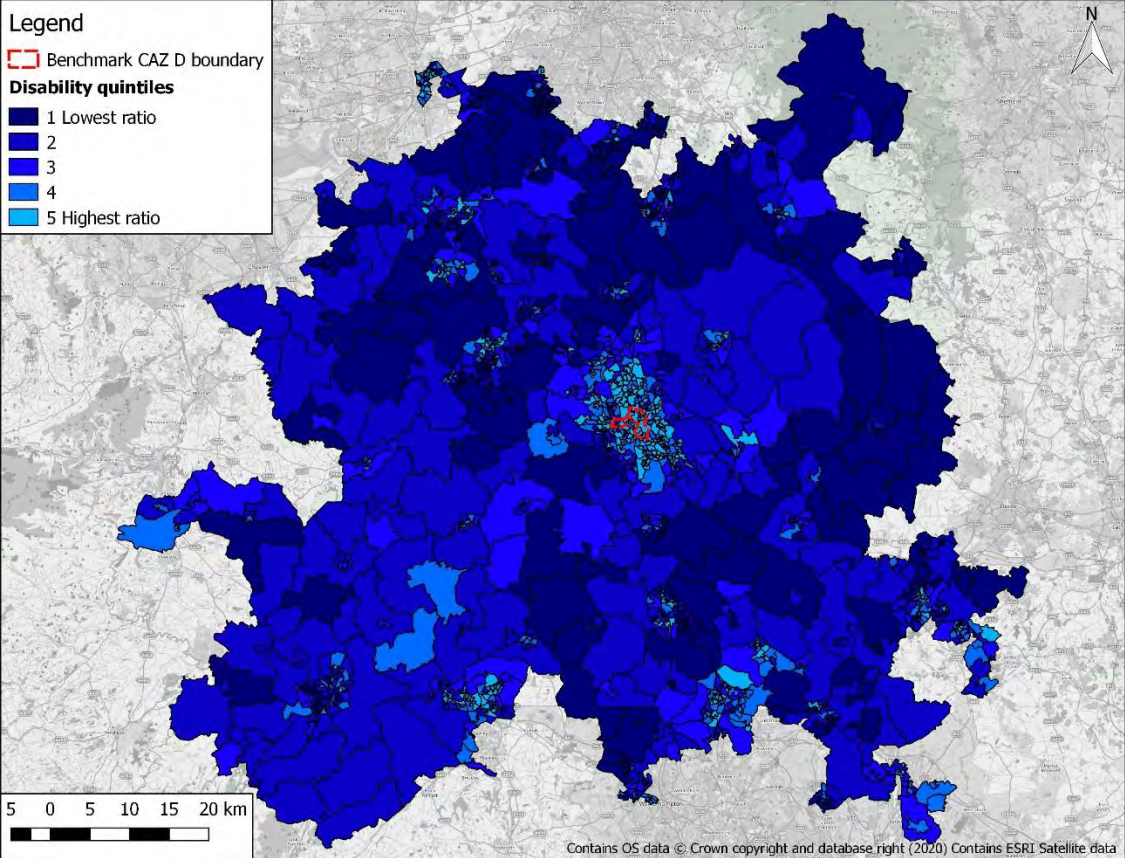 Legend
Benchmark CAZ D boundary
Disability quintiles
1 Lowest ratio
2
3
4
5 Highest ratio
N
5 0 5 10 15 20 km
Contains OS data © Crown copyright and database right (2020) Contains ESRI Satellite data